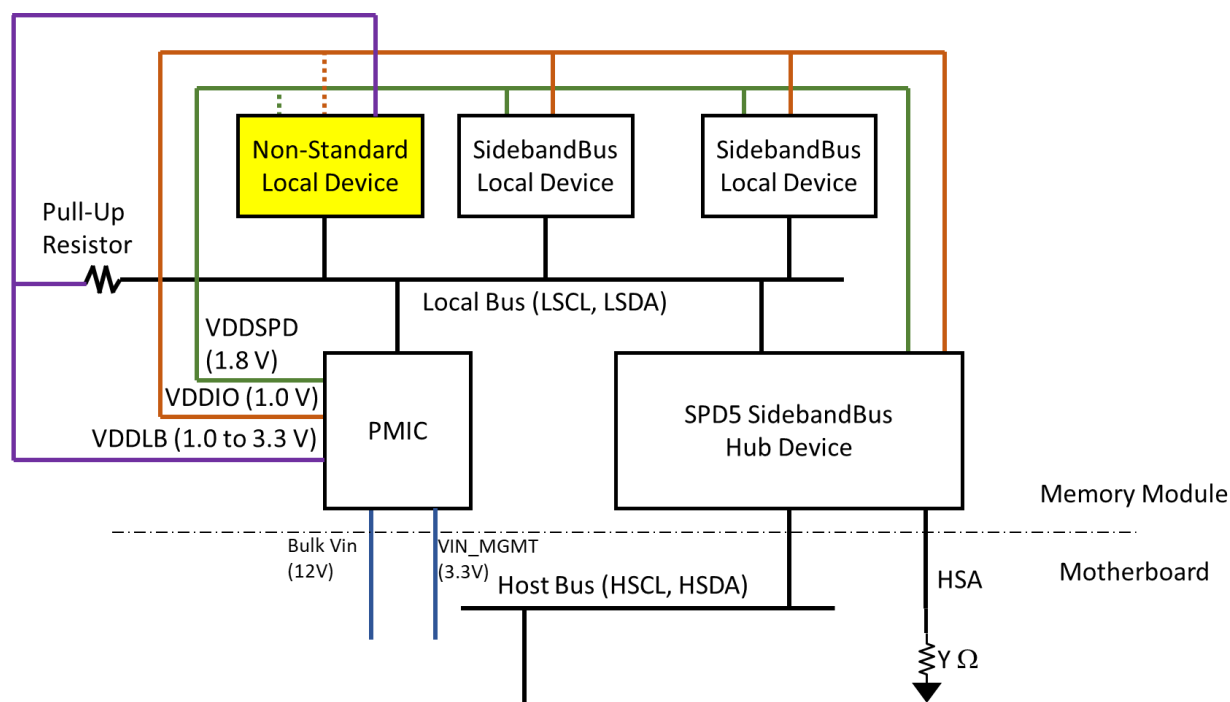 Non-Standard
Local Device
SidebandBus
Local Device
SidebandBus
Local Device
Pull-Up
Resistor
Local Bus (LSCL, LSDA)
VDDSPD
(1.8 V)
VDDIO (1.0 V)
VDDLB (1.0 to 3.3 V)
PMIC
SPD5 SidebandBus
Hub Device
Memory Module
Bulk Vin
(12V)
VIN_MGMT
(3.3V)
Motherboard
Host Bus (HSCL, HSDA)
HSA
Y Ω